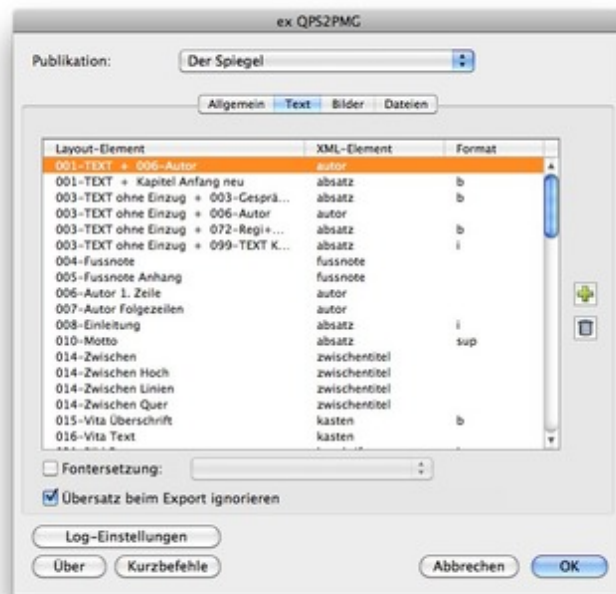 ex QPS2PMG
Publikation: Der Spiegel
Allgemein Text Bilder Dateien
Layout-Element XML-Element Format
001-TEXT + 006-Autor autor
001-TEXT + Kapitel Anfang neu absatz b
003-TEXT ohne Einzug + 003-Gesprä... absatz b
003-TEXT ohne Einzug + 006-Autor autor
003-TEXT ohne Einzug + 072-Regi+... absatz b
003-TEXT ohne Einzug + 099-TEXT K... absatz i
004-Fussnote fussnote
005-Fussnote Anhang fussnote
006-Autor 1. Zeile autor
007-Autor Folgezeilen autor
008-Einleitung absatz i
010-Motto absatz sup
014-Zwischen zwischentitel
014-Zwischen Hoch zwischentitel
014-Zwischen Linien zwischentitel
014-Zwischen Quer zwischentitel
015-Vita Überschrift kasten b
016-Vita Text kasten
Fontersetzung:
Übersatz beim Export ignorieren
Log-Einstellungen
Über Kurzbefehle Abbrechen OK